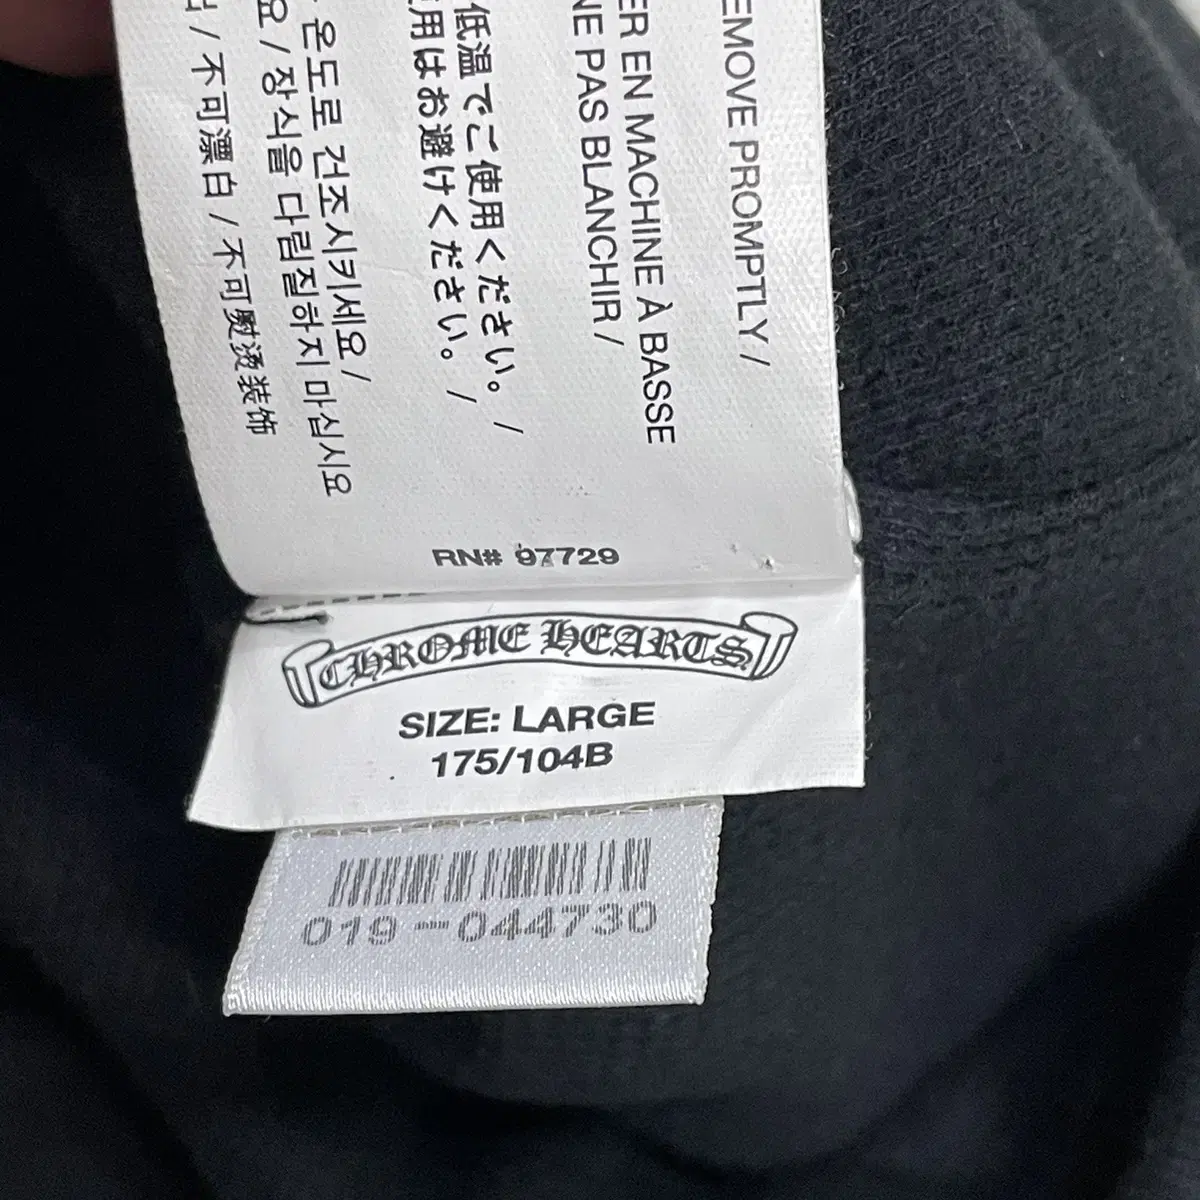 EMOVE PROMPTLY /
ER EN MACHINE À BASSE
NE PAS BLANCHIR /
低温でご使用ください。 /
用はお避けください。 /
온도로 건조시키세요 /
요 / 장식을 다림질하지 마십시요
/ 不可漂白 / 不可熨烫装饰
RN# 97729
CHROME HEARTS
SIZE: LARGE
175/104B
019-044730